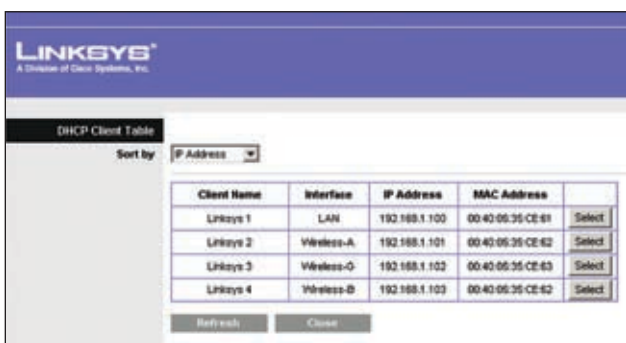 LINKSYS®
A Division of Cisco Systems, Inc.
DHCP Client Table
Sort by IP Address
Client Name Interface IP Address MAC Address
Linksys 1 LAN 192.168.1.100 00:40:05:35:CE:61 Select
Linksys 2 Wireless-A 192.168.1.101 00:40:05:35:CE:62 Select
Linksys 3 Wireless-G 192.168.1.102 00:40:05:35:CE:63 Select
Linksys 4 Wireless-B 192.168.1.103 00:40:05:35:CE:62 Select
Refresh Close